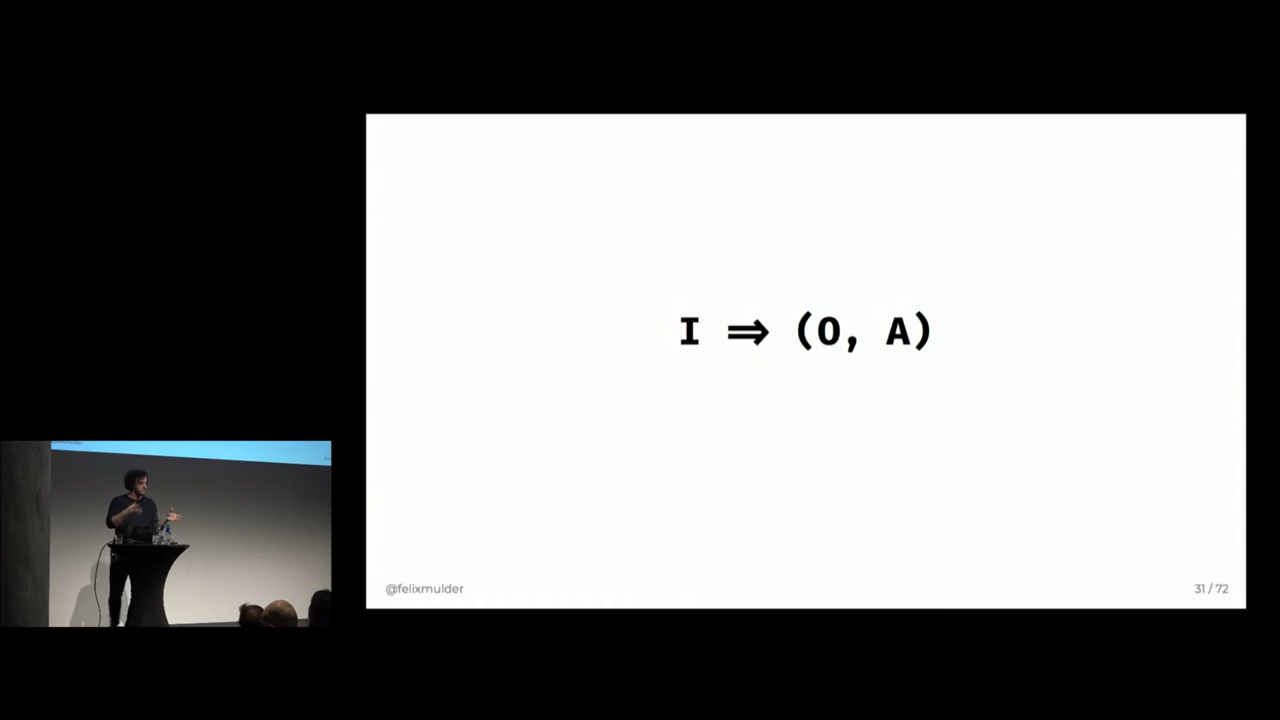 I ⇒ (O, A)
@felixmulder
31 / 72